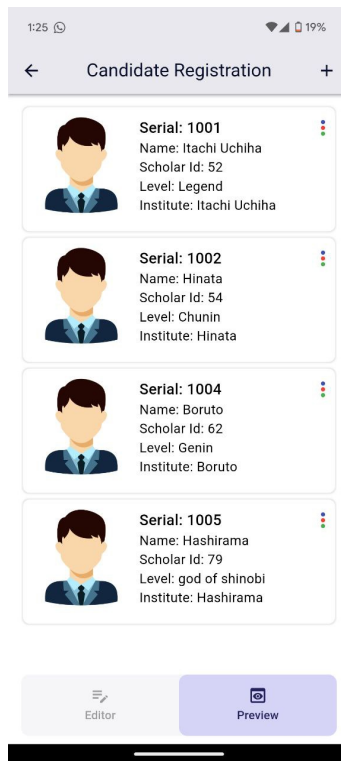 1:25 19%
Candidate Registration
Serial: 1001
Name: Itachi Uchiha
Scholar Id: 52
Level: Legend
Institute: Itachi Uchiha
Serial: 1002
Name: Hinata
Scholar Id: 54
Level: Chunin
Institute: Hinata
Serial: 1004
Name: Boruto
Scholar Id: 62
Level: Genin
Institute: Boruto
Serial: 1005
Name: Hashirama
Scholar Id: 79
Level: god of shinobi
Institute: Hashirama
Editor Preview